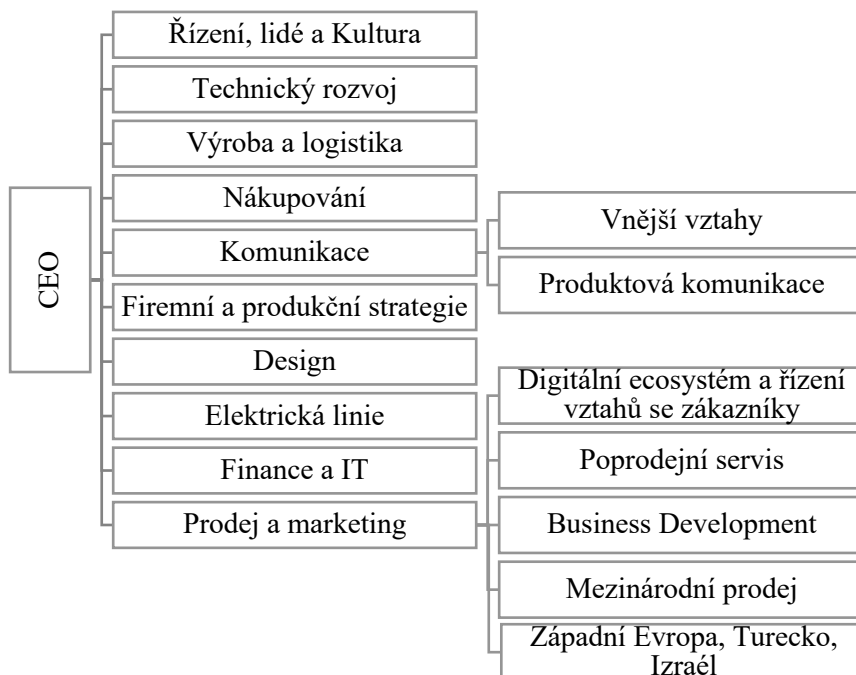 CEO
Řízení, lidé a Kultura
Technický rozvoj
Výroba a logistika
Nákupování
Komunikace
Vnější vztahy
Produktová komunikace
Firemní a produkční strategie
Design
Elektrická linie
Finance a IT
Prodej a marketing
Digitální ecosystém a řízení
vztahů se zákazníky
Poprodejní servis
Business Development
Mezinárodní prodej
Západní Evropa, Turecko,
Izraél